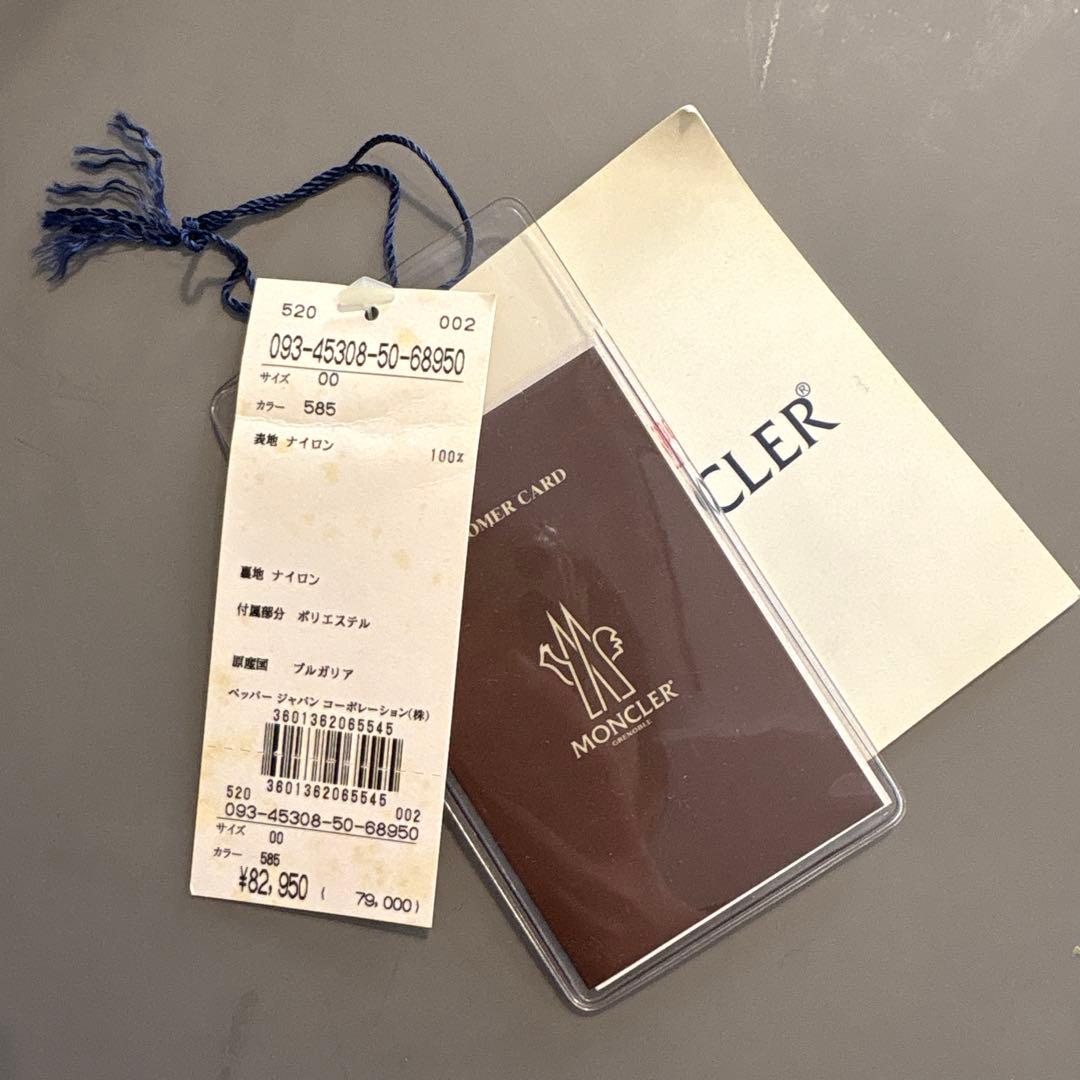 520 002
093-45308-50-68950
サイズ 00
カラー 585
表地 ナイロン 100%
裏地 ナイロン
付属部分 ポリエステル
原産国 ブルガリア
ペッパー ジャパン コーポレーション(株)
3601362065545
3601362065545
520 002
093-45308-50-68950
サイズ 00
カラー 585
¥82,950 ( 79,000)
OMER CARD
MONCLER®
GRENOBLE
CLER®